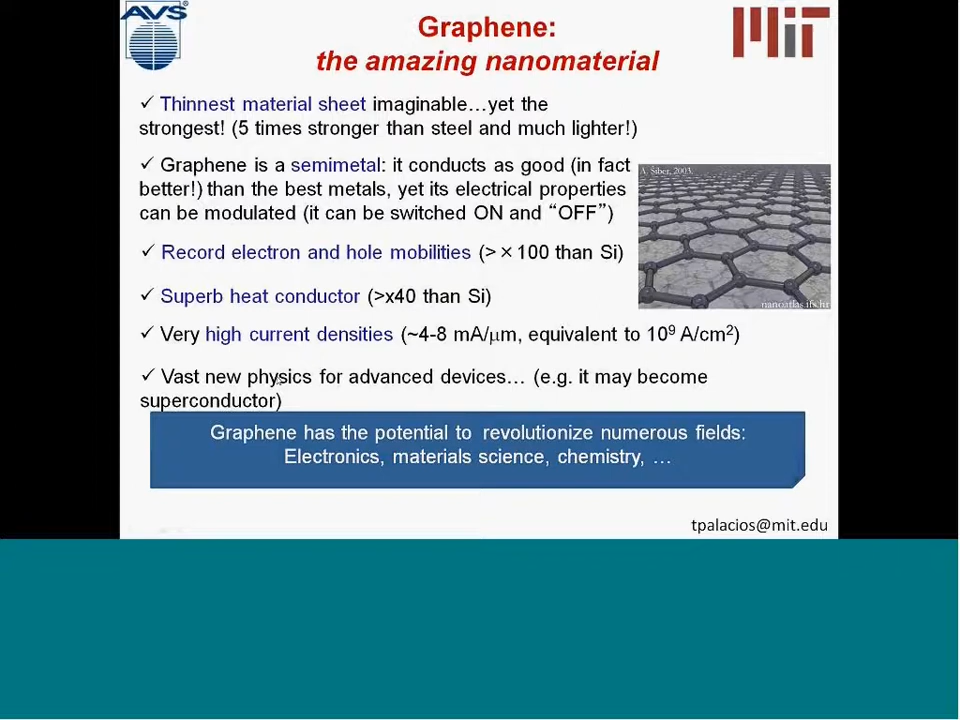 AVS
MIT
Graphene:
the amazing nanomaterial
✓ Thinnest material sheet imaginable…yet the
strongest! (5 times stronger than steel and much lighter!)
✓ Graphene is a semimetal: it conducts as good (in fact
better!) than the best metals, yet its electrical properties
can be modulated (it can be switched ON and “OFF”)
✓ Record electron and hole mobilities (>×100 than Si)
✓ Superb heat conductor (>x40 than Si)
✓ Very high current densities (~4-8 mA/μm, equivalent to 10⁹ A/cm²)
✓ Vast new physics for advanced devices… (e.g. it may become
superconductor)
A. Šiber, 2003.
nanoatlas.ifs.hr
Graphene has the potential to revolutionize numerous fields:
Electronics, materials science, chemistry, …
tpalacios@mit.edu